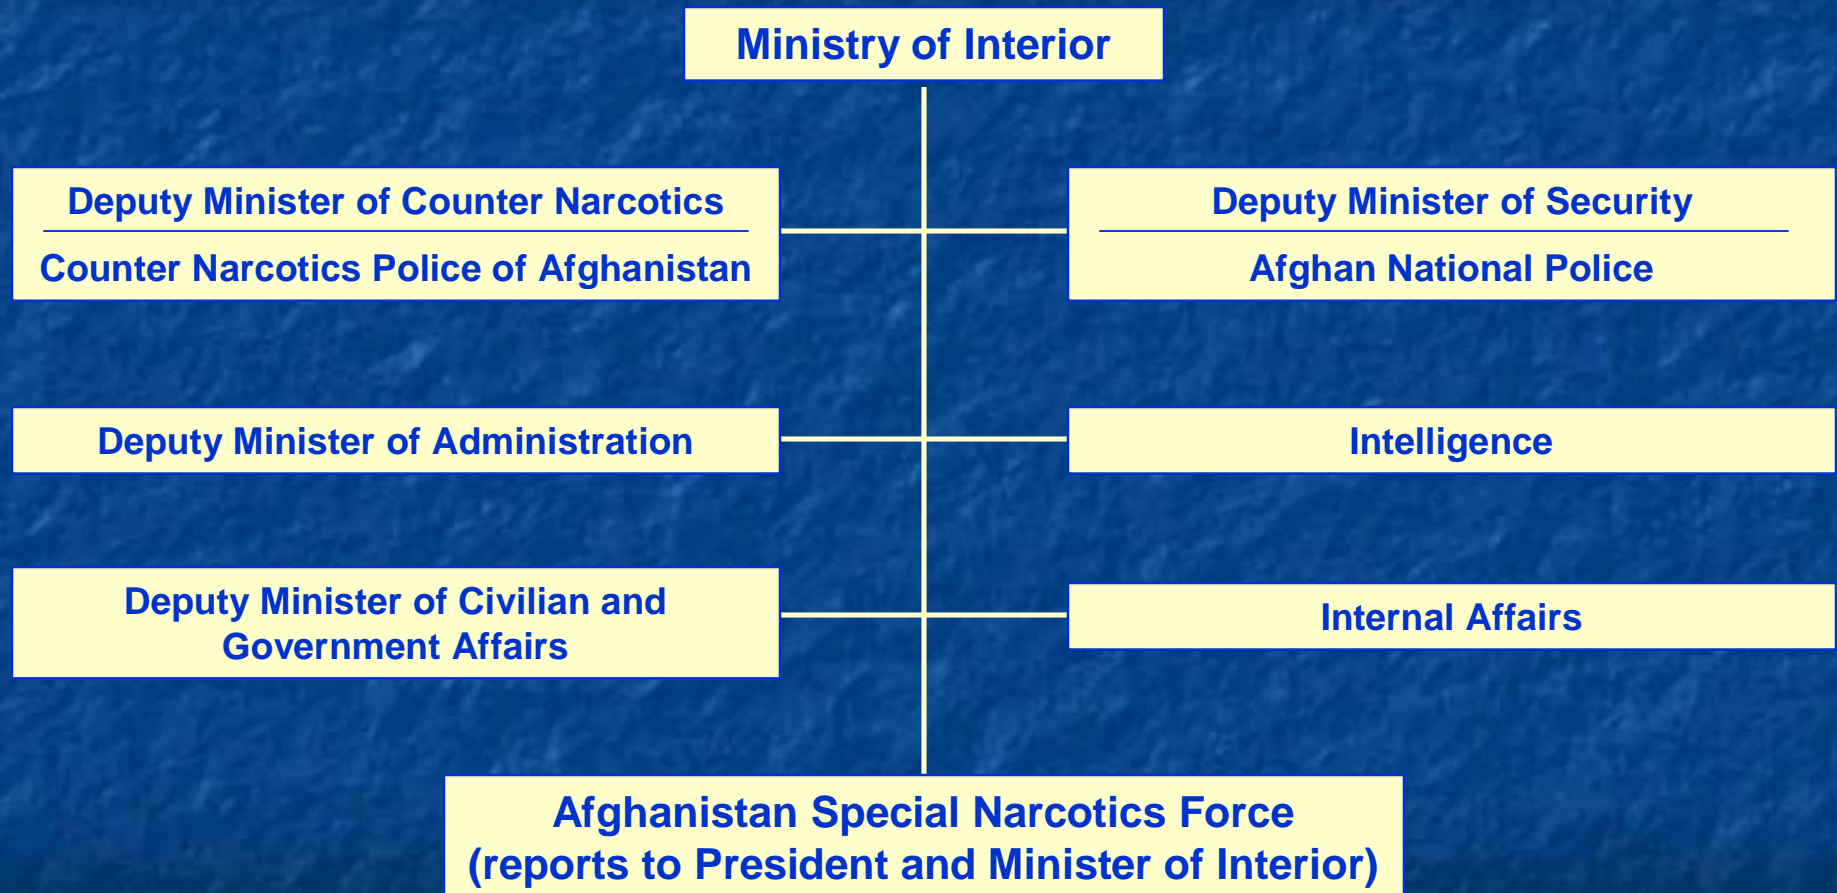 Ministry of Interior
Deputy Minister of Counter Narcotics
Counter Narcotics Police of Afghanistan
Deputy Minister of Security
Afghan National Police
Deputy Minister of Administration
Intelligence
Deputy Minister of Civilian and
Government Affairs
Internal Affairs
Afghanistan Special Narcotics Force
(reports to President and Minister of Interior)